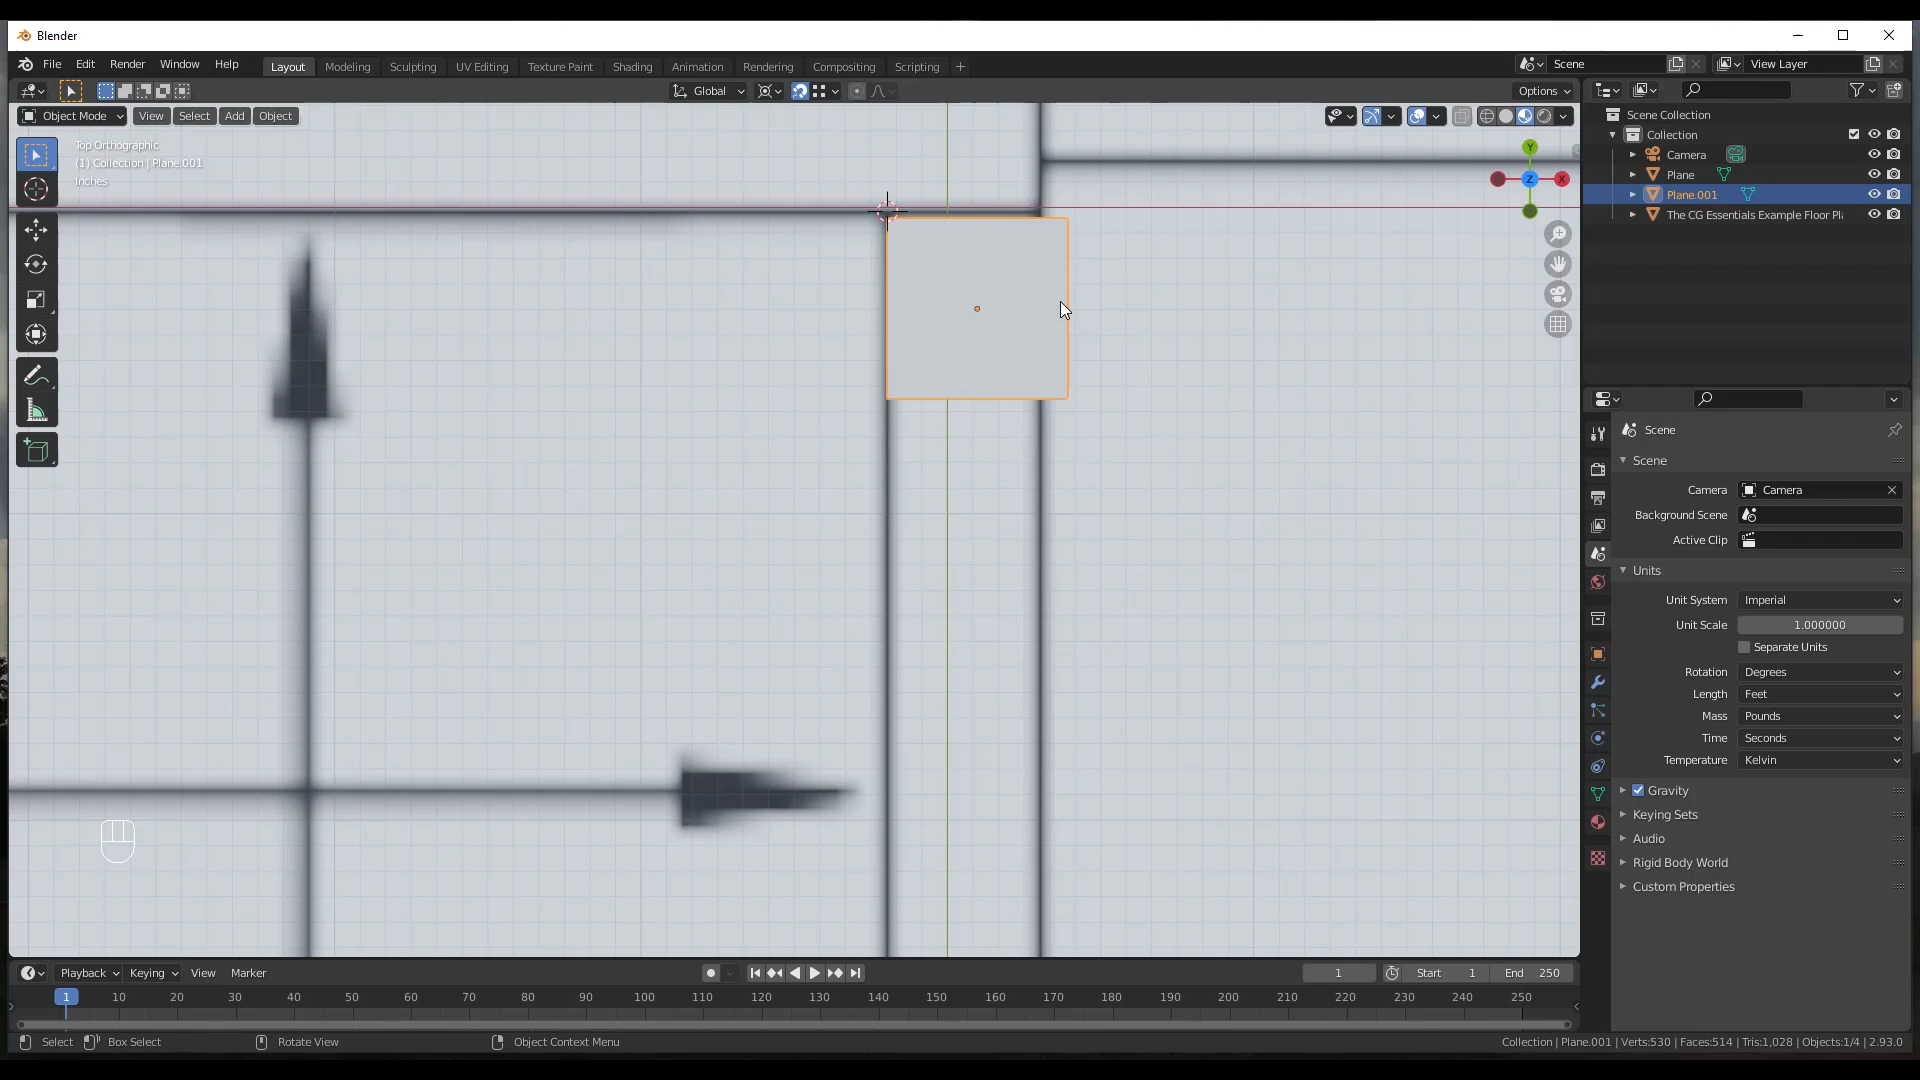 Blender
File Edit Render Window Help Layout Modeling Sculpting UV Editing Texture Paint Shading Animation Rendering Compositing Scripting + Scene View Layer
Global Options
Object Mode View Select Add Object
Top Orthographic
(1) Collection | Plane.001
Inches
Y
Z
X
Scene Collection
Collection
Camera
Plane
Plane.001
The CG Essentials Example Floor Pl
Scene
Scene
Camera Camera
Background Scene
Active Clip
Units
Unit System Imperial
Unit Scale 1.000000
Separate Units
Rotation Degrees
Length Feet
Mass Pounds
Time Seconds
Temperature Kelvin
Gravity
Keying Sets
Audio
Rigid Body World
Custom Properties
Playback Keying View Marker 1 Start 1 End 250
1 10 20 30 40 50 60 70 80 90 100 110 120 130 140 150 160 170 180 190 200 210 220 230 240 250
Select Box Select Rotate View Object Context Menu Collection | Plane.001 | Verts:530 | Faces:514 | Tris:1,028 | Objects:1/4 | 2.93.0